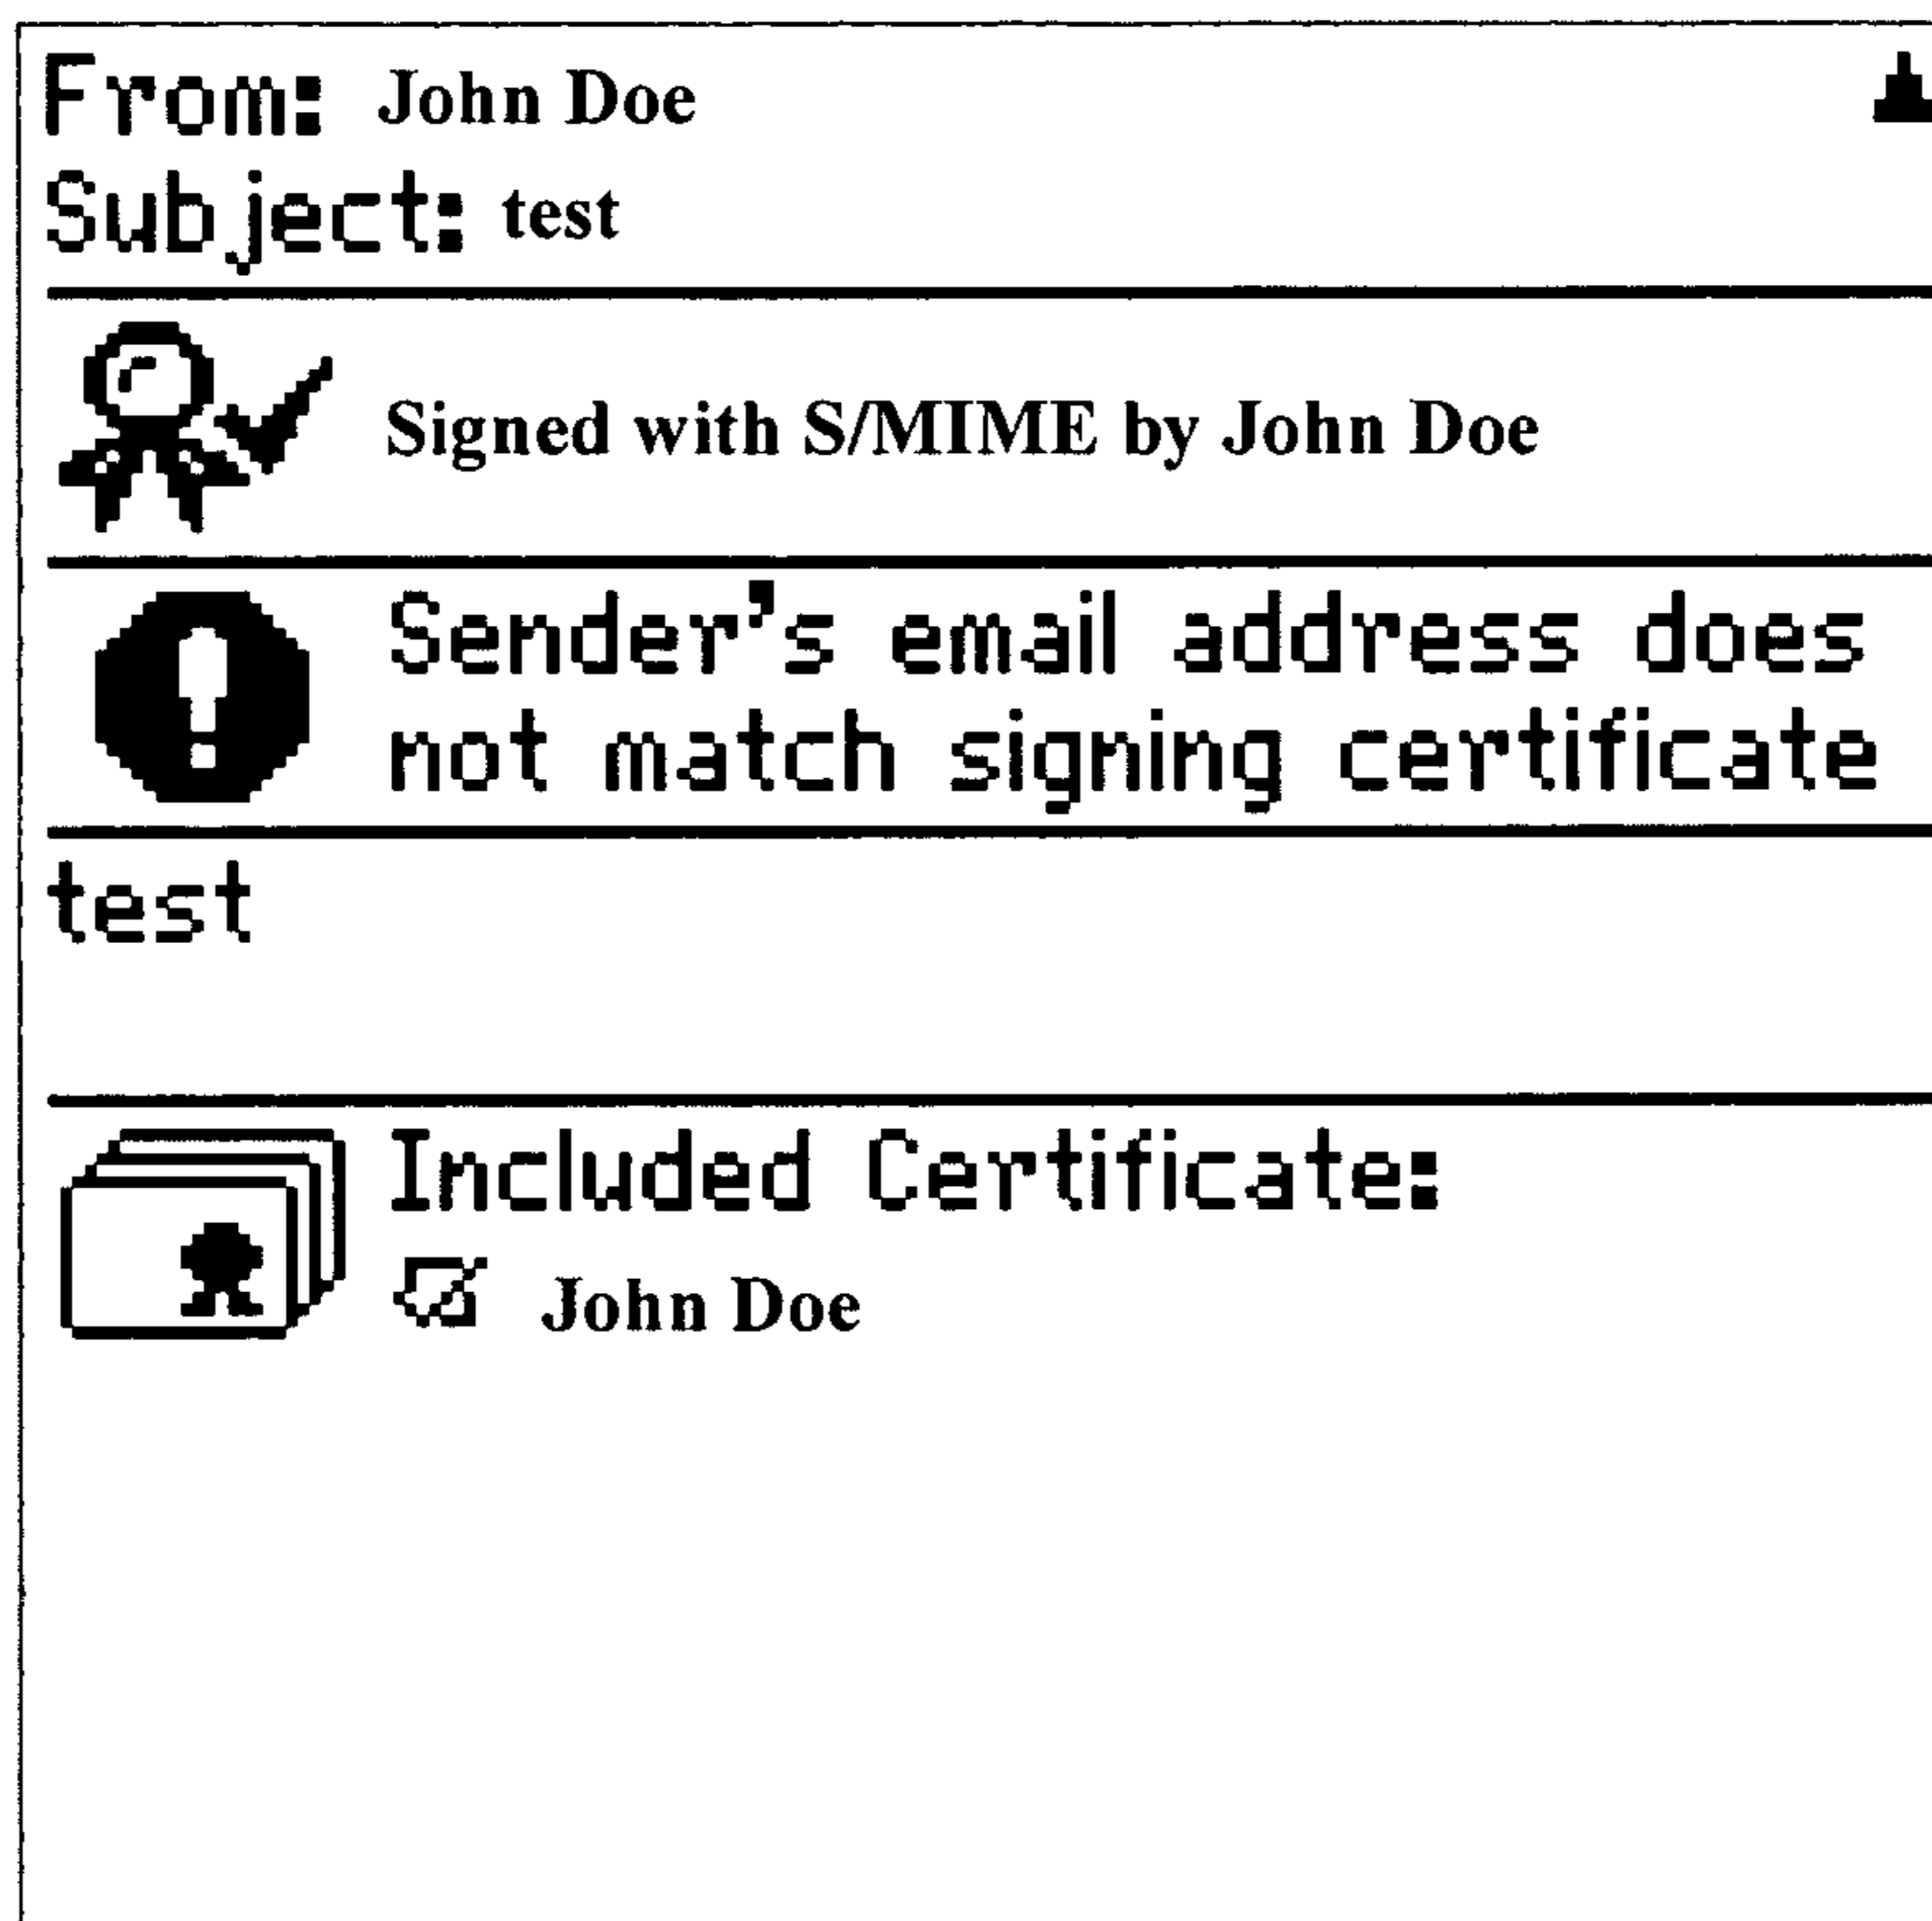 From: John Doe
Subject: test
Signed with S/MIME by John Doe
Sender's email address does
not match signing certificate
test
Included Certificate:
John Doe